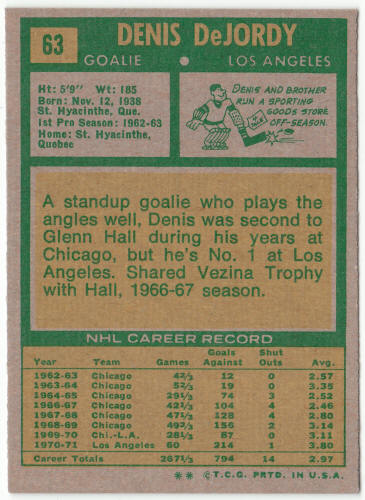 63
DENIS DeJORDY
GOALIE
LOS ANGELES
Ht: 5'9" Wt: 185
Born: Nov. 12, 1938
St. Hyacinthe, Que.
1st Pro Season: 1962-63
Home: St. Hyacinthe,
Quebec
DENIS AND BROTHER
RUN A SPORTING
GOODS STORE
OFF-SEASON.
A standup goalie who plays the
angles well, Denis was second to
Glenn Hall during his years at
Chicago, but he's No. 1 at Los
Angeles. Shared Vezina Trophy
with Hall, 1966-67 season.
NHL CAREER RECORD
Year Team Games Goals Against Shut Outs Avg.
1962-63 Chicago 4⅔ 12 0 2.57
1963-64 Chicago 5⅔ 19 0 3.35
1964-65 Chicago 29⅓ 74 3 2.52
1966-67 Chicago 42⅓ 104 4 2.46
1967-68 Chicago 47⅓ 128 4 2.80
1968-69 Chicago 49⅔ 156 2 3.14
1969-70 Chi.-L.A. 28⅓ 87 0 3.11
1970-71 Los Angeles 60 214 1 3.80
Career Totals 267⅓ 794 14 2.97
** ©T.C.G. PRTD. IN U.S.A.